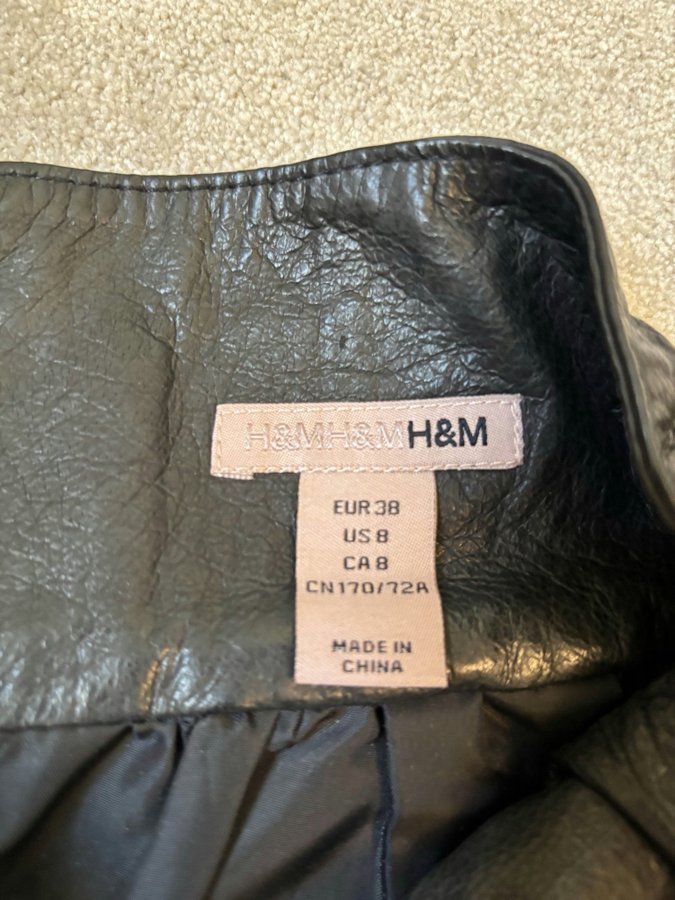 H&MH&MH&M
EUR 38
US 8
CA 8
CN170/72A
MADE IN
CHINA